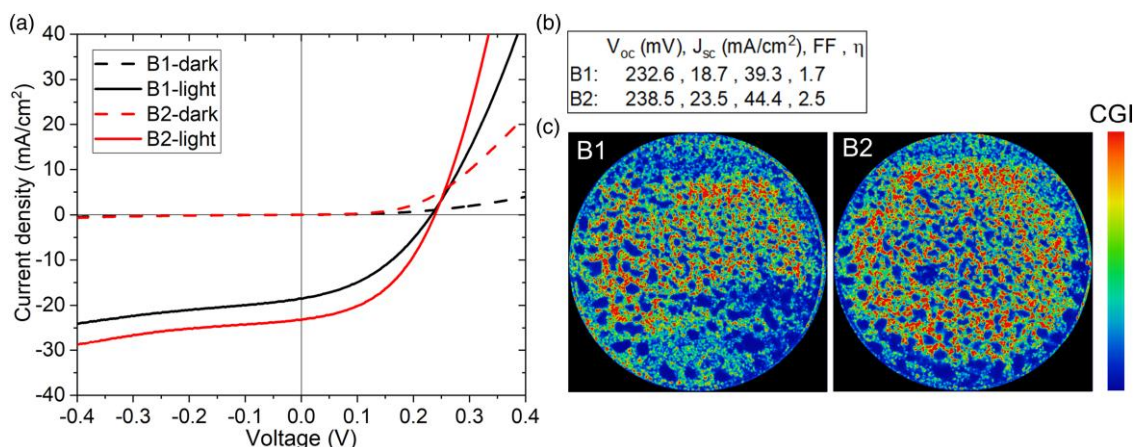 (a)
40
30
20
10
0
-10
-20
-30
-40
Current density (mA/cm²)
B1-dark
B1-light
B2-dark
B2-light
-0.4 -0.3 -0.2 -0.1 0.0 0.1 0.2 0.3 0.4
Voltage (V)
(b)
Voc (mV), Jsc (mA/cm²), FF , η
B1: 232.6 , 18.7 , 39.3 , 1.7
B2: 238.5 , 23.5 , 44.4 , 2.5
(c)
B1
B2
CGI